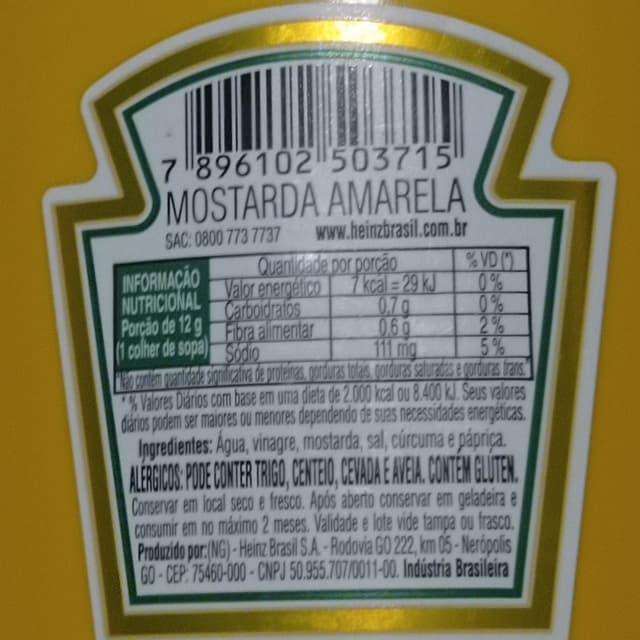 7 896102 503715
MOSTARDA AMARELA
SAC: 0800 773 7737 www.heinzbrasil.com.br
INFORMAÇÃO
NUTRICIONAL
Porção de 12 g
(1 colher de sopa)
Quantidade por porção % VD (*)
Valor energético 7 kcal = 29 kJ 0 %
Carboidratos 0,7 g 0 %
Fibra alimentar 0,6 g 2 %
Sódio 111 mg 5 %
"Não contém quantidade significativa de proteínas, gorduras totais, gorduras saturadas e gorduras trans."
* % Valores Diários com base em uma dieta de 2.000 kcal ou 8.400 kJ. Seus valores
diários podem ser maiores ou menores dependendo de suas necessidades energéticas.
Ingredientes: Água, vinagre, mostarda, sal, cúrcuma e páprica.
ALÉRGICOS: PODE CONTER TRIGO, CENTEIO, CEVADA E AVEIA. CONTÉM GLÚTEN.
Conservar em local seco e fresco. Após aberto conservar em geladeira e
consumir em no máximo 2 meses. Validade e lote vide tampa ou frasco.
Produzido por:(NG) - Heinz Brasil S.A. - Rodovia GO 222, km 05 - Nerópolis
GO - CEP: 75460-000 - CNPJ 50.955.707/0011-00. Indústria Brasileira